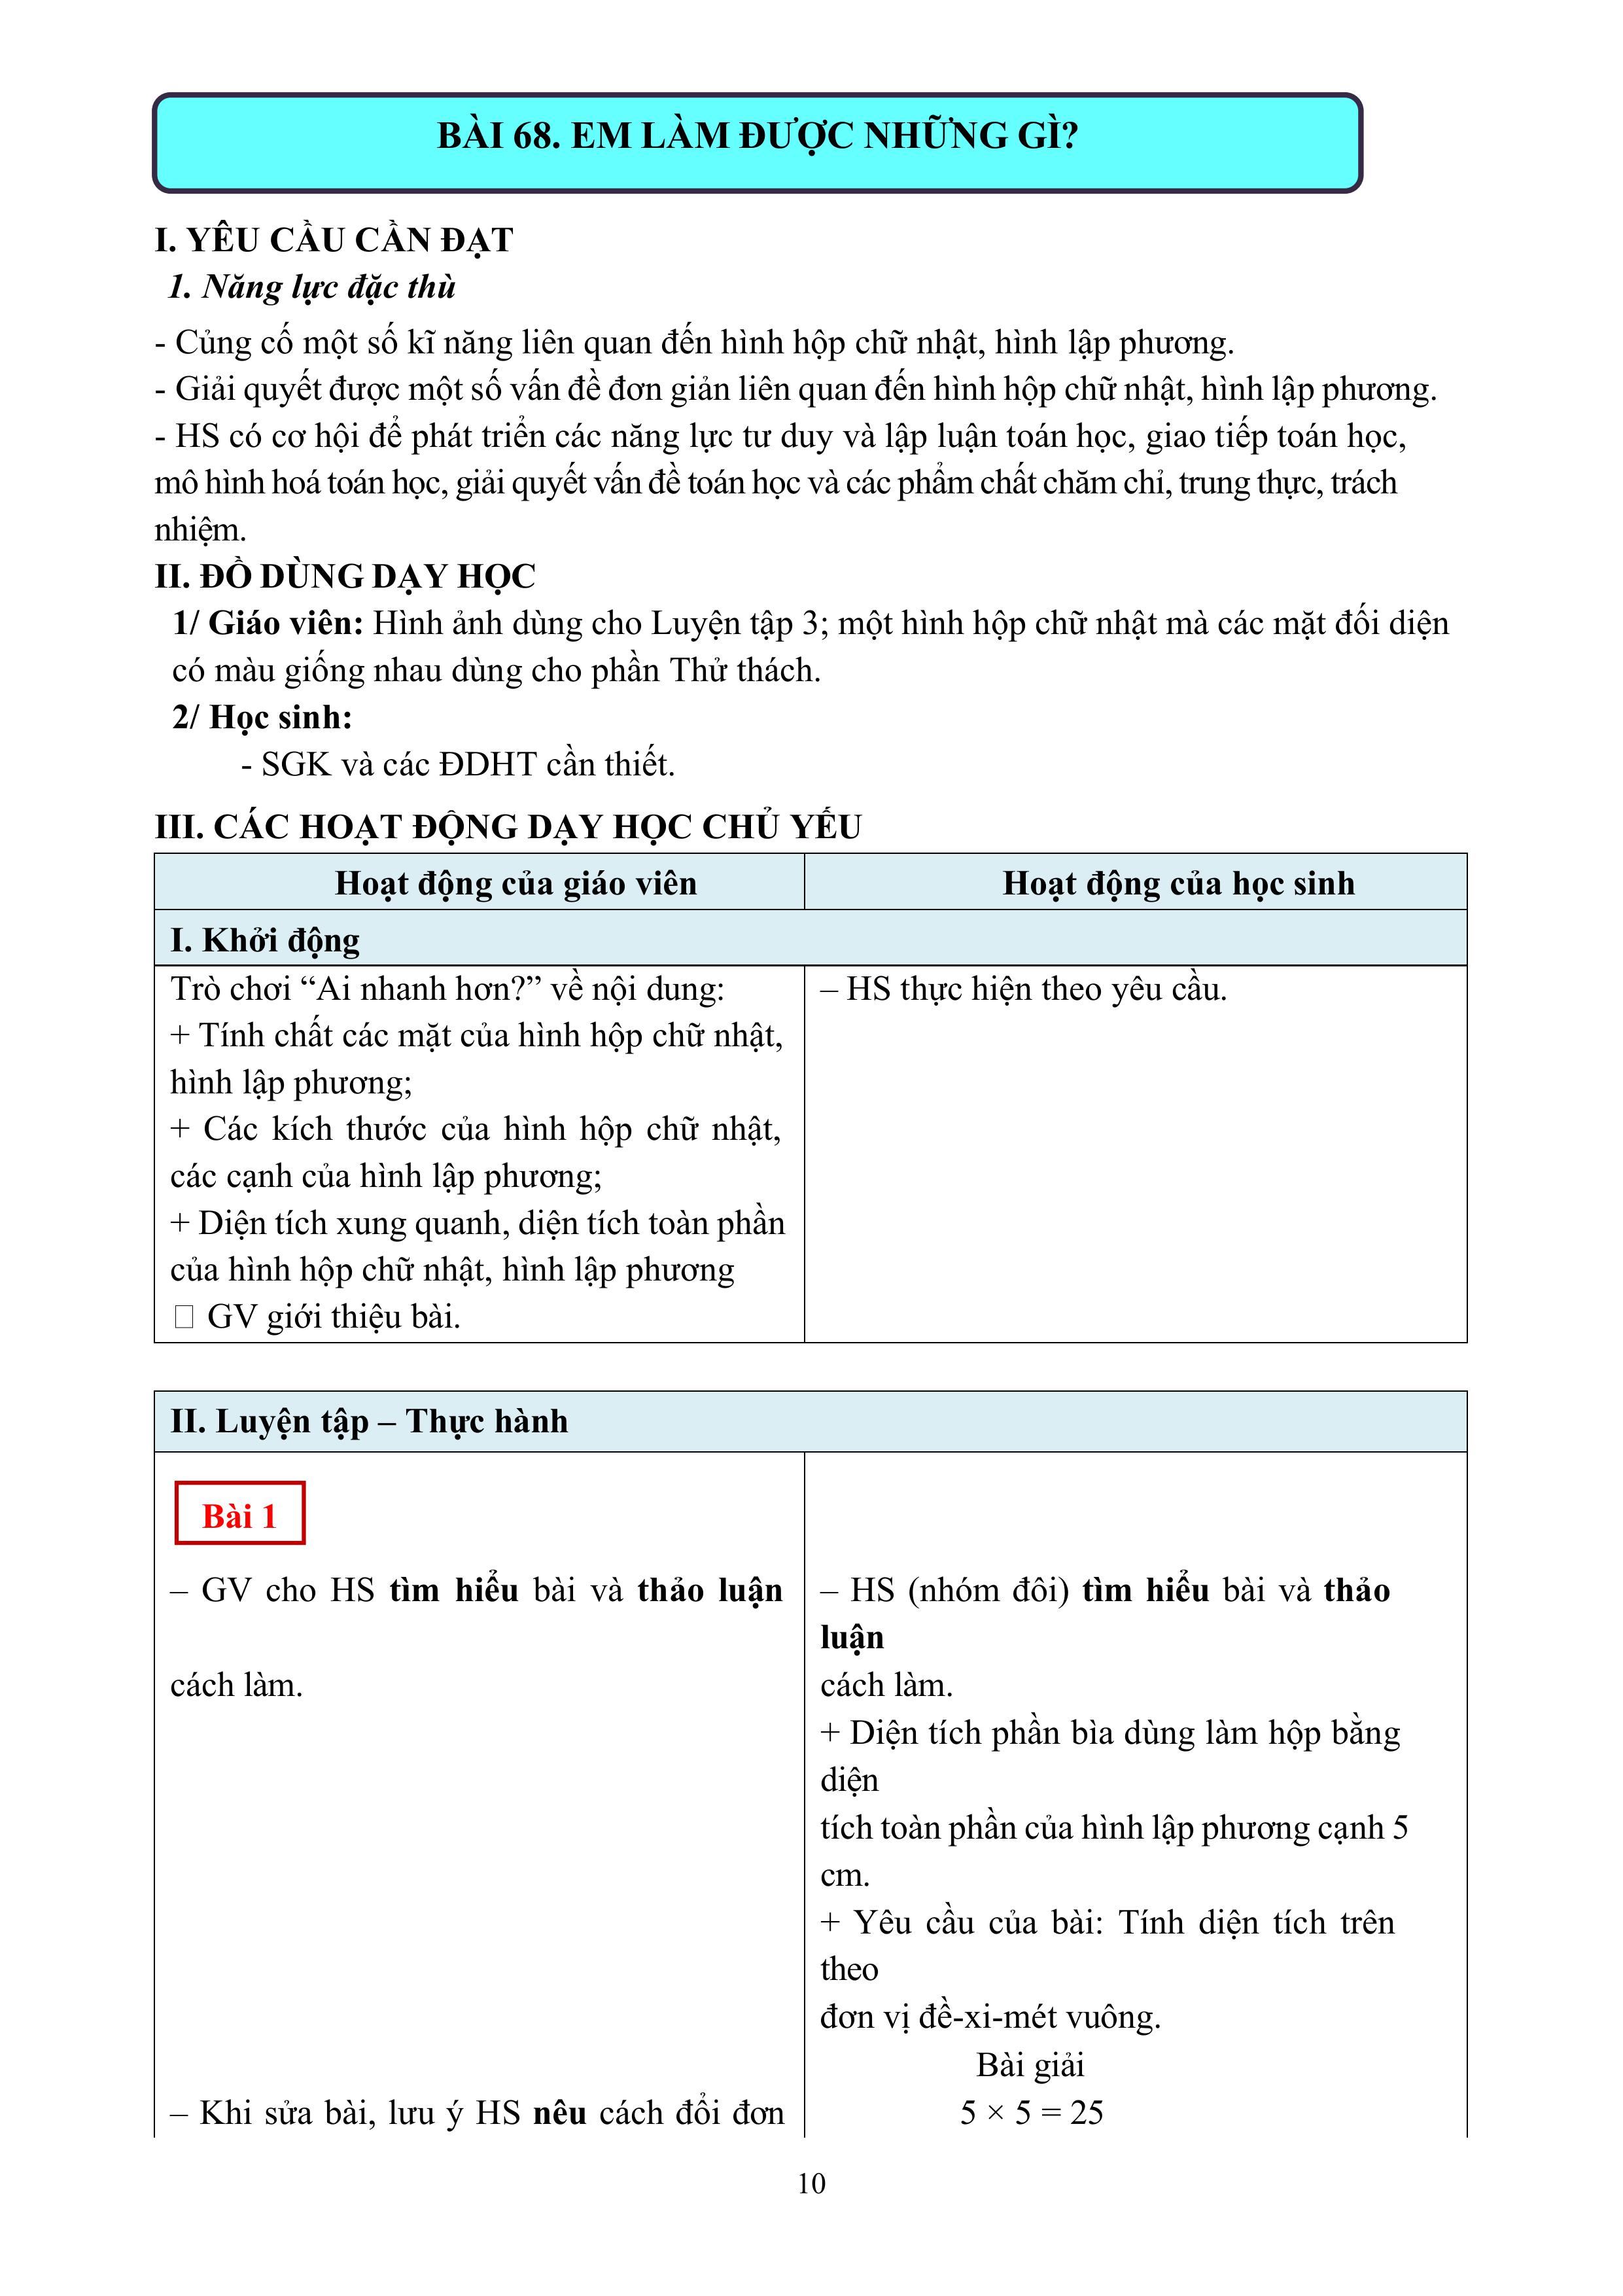 BÀI 68. EM LÀM ĐƯỢC NHỮNG GÌ?
I. YÊU CẦU CẦN ĐẠT
1. Năng lực đặc thù
- Củng cố một số kĩ năng liên quan đến hình hộp chữ nhật, hình lập phương.
- Giải quyết được một số vấn đề đơn giản liên quan đến hình hộp chữ nhật, hình lập phương.
- HS có cơ hội để phát triển các năng lực tư duy và lập luận toán học, giao tiếp toán học,
mô hình hoá toán học, giải quyết vấn đề toán học và các phẩm chất chăm chỉ, trung thực, trách
nhiệm.
II. ĐỒ DÙNG DẠY HỌC
1/ Giáo viên: Hình ảnh dùng cho Luyện tập 3; một hình hộp chữ nhật mà các mặt đối diện
có màu giống nhau dùng cho phần Thử thách.
2/ Học sinh:
- SGK và các ĐDHT cần thiết.
III. CÁC HOẠT ĐỘNG DẠY HỌC CHỦ YẾU
Hoạt động của giáo viên
Hoạt động của học sinh
I. Khởi động
Trò chơi “Ai nhanh hơn?” về nội dung:
+ Tính chất các mặt của hình hộp chữ nhật,
hình lập phương;
+ Các kích thước của hình hộp chữ nhật,
các cạnh của hình lập phương;
+ Diện tích xung quanh, diện tích toàn phần
của hình hộp chữ nhật, hình lập phương
GV giới thiệu bài.
– HS thực hiện theo yêu cầu.
II. Luyện tập – Thực hành
Bài 1
– GV cho HS tìm hiểu bài và thảo luận
cách làm.
– Khi sửa bài, lưu ý HS nêu cách đổi đơn
– HS (nhóm đôi) tìm hiểu bài và thảo
luận
cách làm.
+ Diện tích phần bìa dùng làm hộp bằng
diện
tích toàn phần của hình lập phương cạnh 5
cm.
+ Yêu cầu của bài: Tính diện tích trên
theo
đơn vị đề-xi-mét vuông.
Bài giải
5 × 5 = 25
10